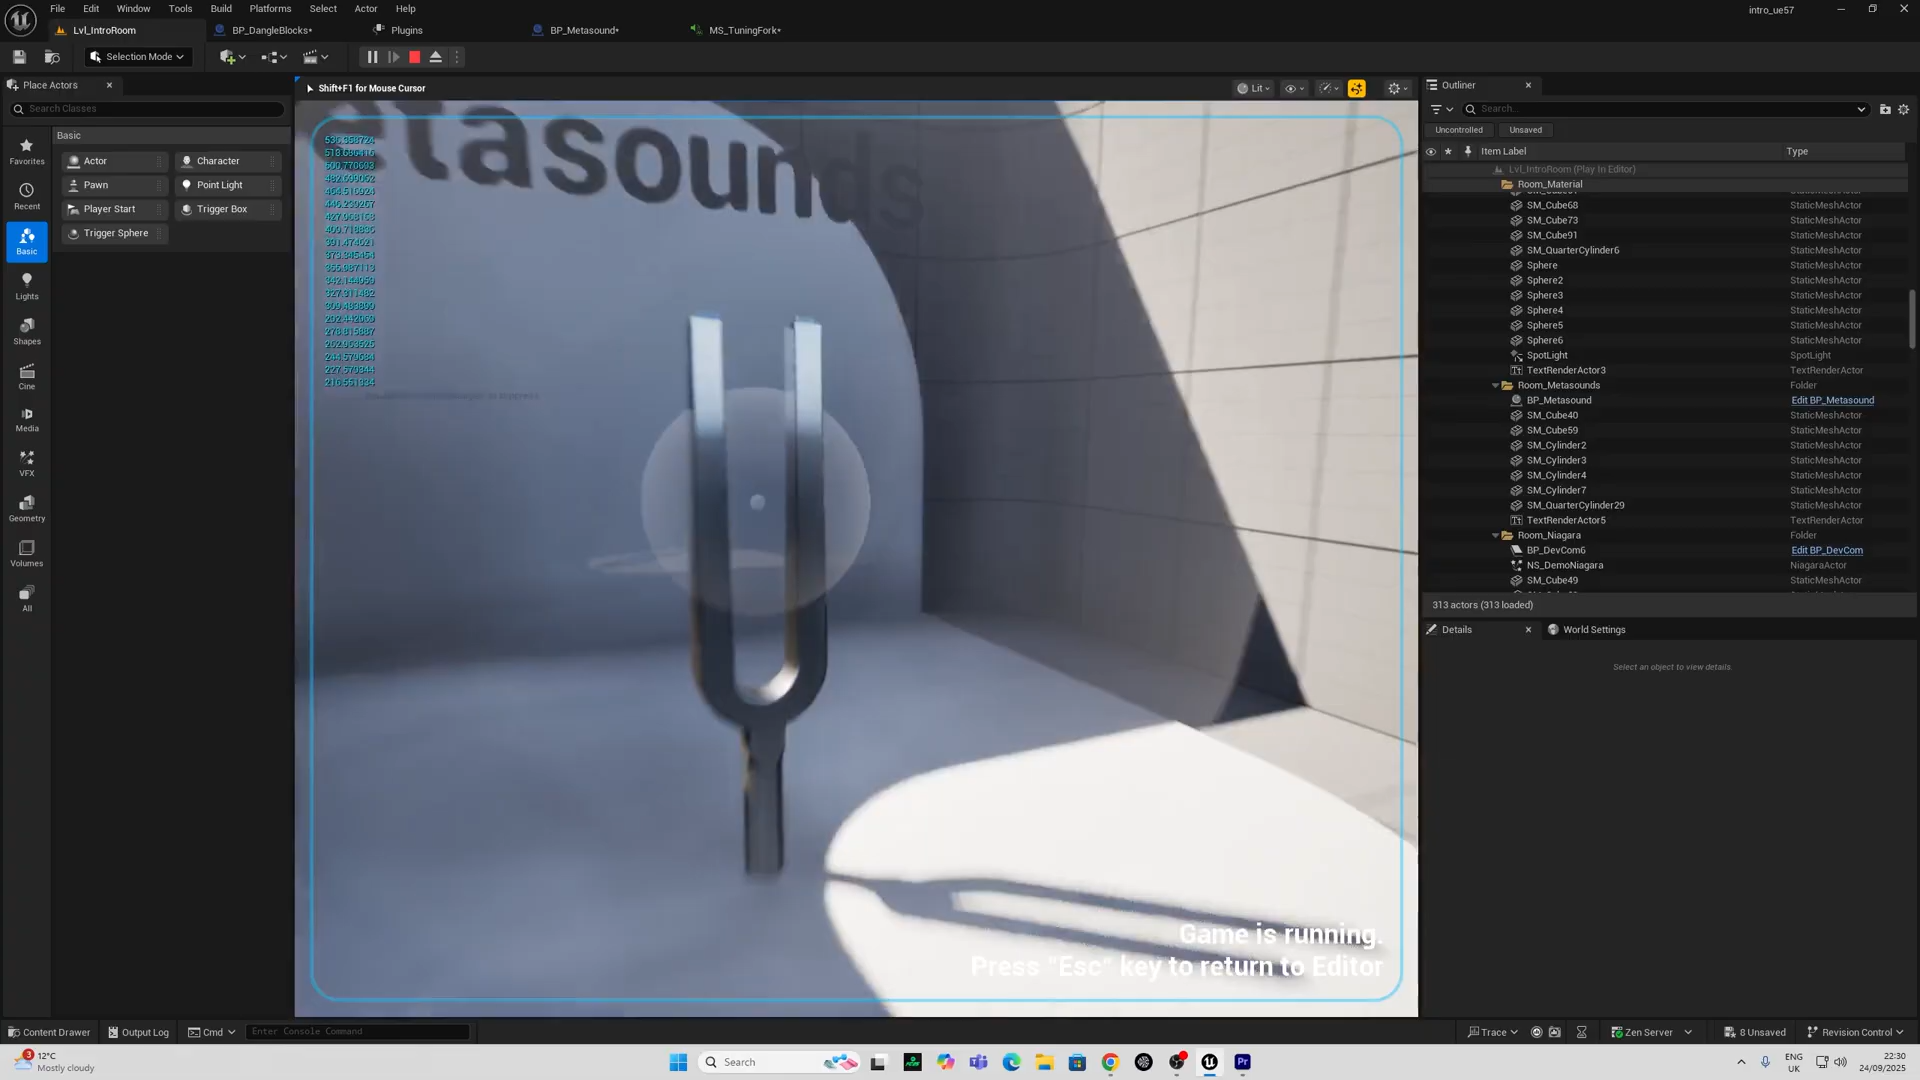 File Edit Window Tools Build Platforms Select Actor Help
intro_ue57
Lvl_IntroRoom
BP_DangleBlocks*
Plugins
BP_Metasound*
MS_TuningFork*
Selection Mode
Place Actors
Shift+F1 for Mouse Cursor
Lit
Outliner
Search Classes
Search...
Basic
Uncontrolled
Unsaved
Item Label
Type
Favorites
Actor
Character
Pawn
Point Light
Player Start
Trigger Box
Trigger Sphere
Recent
Basic
Lights
Shapes
Cine
Media
VFX
Geometry
Volumes
All
tasounds
Lvl_IntroRoom (Play In Editor)
Room_Material
SM_Cube68 StaticMeshActor
SM_Cube73 StaticMeshActor
SM_Cube91 StaticMeshActor
SM_QuarterCylinder6 StaticMeshActor
Sphere StaticMeshActor
Sphere2 StaticMeshActor
Sphere3 StaticMeshActor
Sphere4 StaticMeshActor
Sphere5 StaticMeshActor
Sphere6 StaticMeshActor
SpotLight SpotLight
TextRenderActor3 TextRenderActor
Room_Metasounds Folder
BP_Metasound Edit BP_Metasound
SM_Cube40 StaticMeshActor
SM_Cube59 StaticMeshActor
SM_Cylinder2 StaticMeshActor
SM_Cylinder3 StaticMeshActor
SM_Cylinder4 StaticMeshActor
SM_Cylinder7 StaticMeshActor
SM_QuarterCylinder29 StaticMeshActor
TextRenderActor5 TextRenderActor
Room_Niagara Folder
BP_DevCom6 Edit BP_DevCom
NS_DemoNiagara NiagaraActor
SM_Cube49 StaticMeshActor
313 actors (313 loaded)
Details
World Settings
Select an object to view details.
Game is running.
Press "Esc" key to return to Editor
Content Drawer
Output Log
Cmd
Enter Console Command
Trace
Zen Server
8 Unsaved
Revision Control
3
12°C
Mostly cloudy
Search
ENG
UK
22:30
24/09/2025